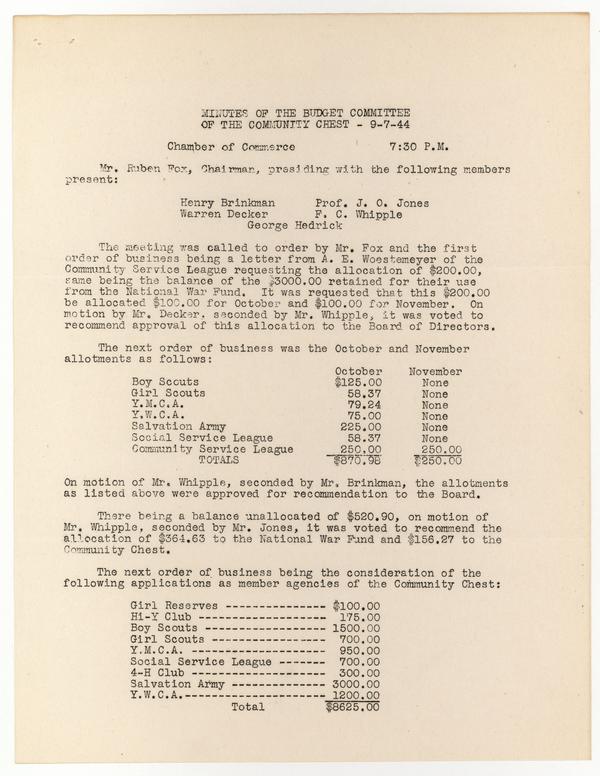 MINUTES OF THE BUDGET COMMITTEE
OF THE COMMUNITY CHEST - 9-7-44
Chamber of Commerce 7:30 P.M.
Mr. Ruben Fox, Chairman, presiding with the following members
present:
Henry Brinkman Prof. J. O. Jones
Warren Decker F. C. Whipple
George Hedrick
The meeting was called to order by Mr. Fox and the first
order of business being a letter from A. E. Woestemeyer of the
Community Service League requesting the allocation of $200.00,
same being the balance of the $3000.00 retained for their use
from the National War Fund. It was requested that this $200.00
be allocated $100.00 for October and $100.00 for November. On
motion by Mr. Decker, seconded by Mr. Whipple, it was voted to
recommend approval of this allocation to the Board of Directors.
The next order of business was the October and November
allotments as follows:
October November
Boy Scouts $125.00 None
Girl Scouts 58.37 None
Y.M.C.A. 79.24 None
Y.W.C.A. 75.00 None
Salvation Army 225.00 None
Social Service League 58.37 None
Community Service League 250.00 250.00
TOTALS $870.98 $250.00
On motion of Mr. Whipple, seconded by Mr. Brinkman, the allotments
as listed above were approved for recommendation to the Board.
There being a balance unallocated of $520.90, on motion of
Mr. Whipple, seconded by Mr. Jones, it was voted to recommend the
allocation of $364.63 to the National War Fund and $156.27 to the
Community Chest.
The next order of business being the consideration of the
following applications as member agencies of the Community Chest:
Girl Reserves --------------- $100.00
Hi-Y Club ------------------- 175.00
Boy Scouts ------------------ 1500.00
Girl Scouts ----------------- 700.00
Y.M.C.A. -------------------- 950.00
Social Service League ------- 700.00
4-H Club -------------------- 300.00
Salvation Army -------------- 3000.00
Y.W.C.A.--------------------- 1200.00
Total $8625.00